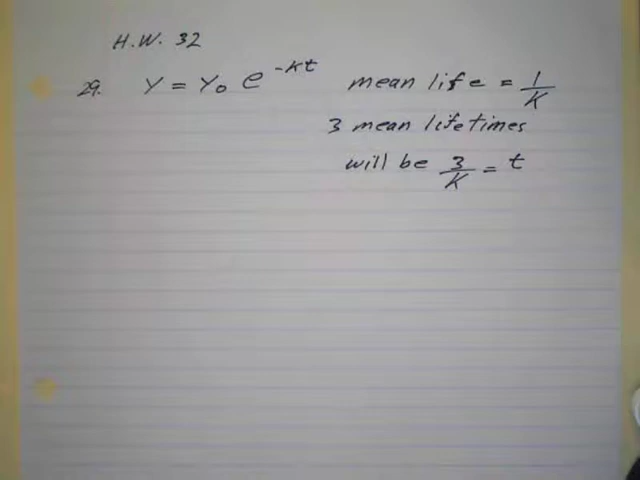 H.W. 32
29. Y = Y₀ e^-kt mean life = 1/K
3 mean lifetimes
will be 3/K = t